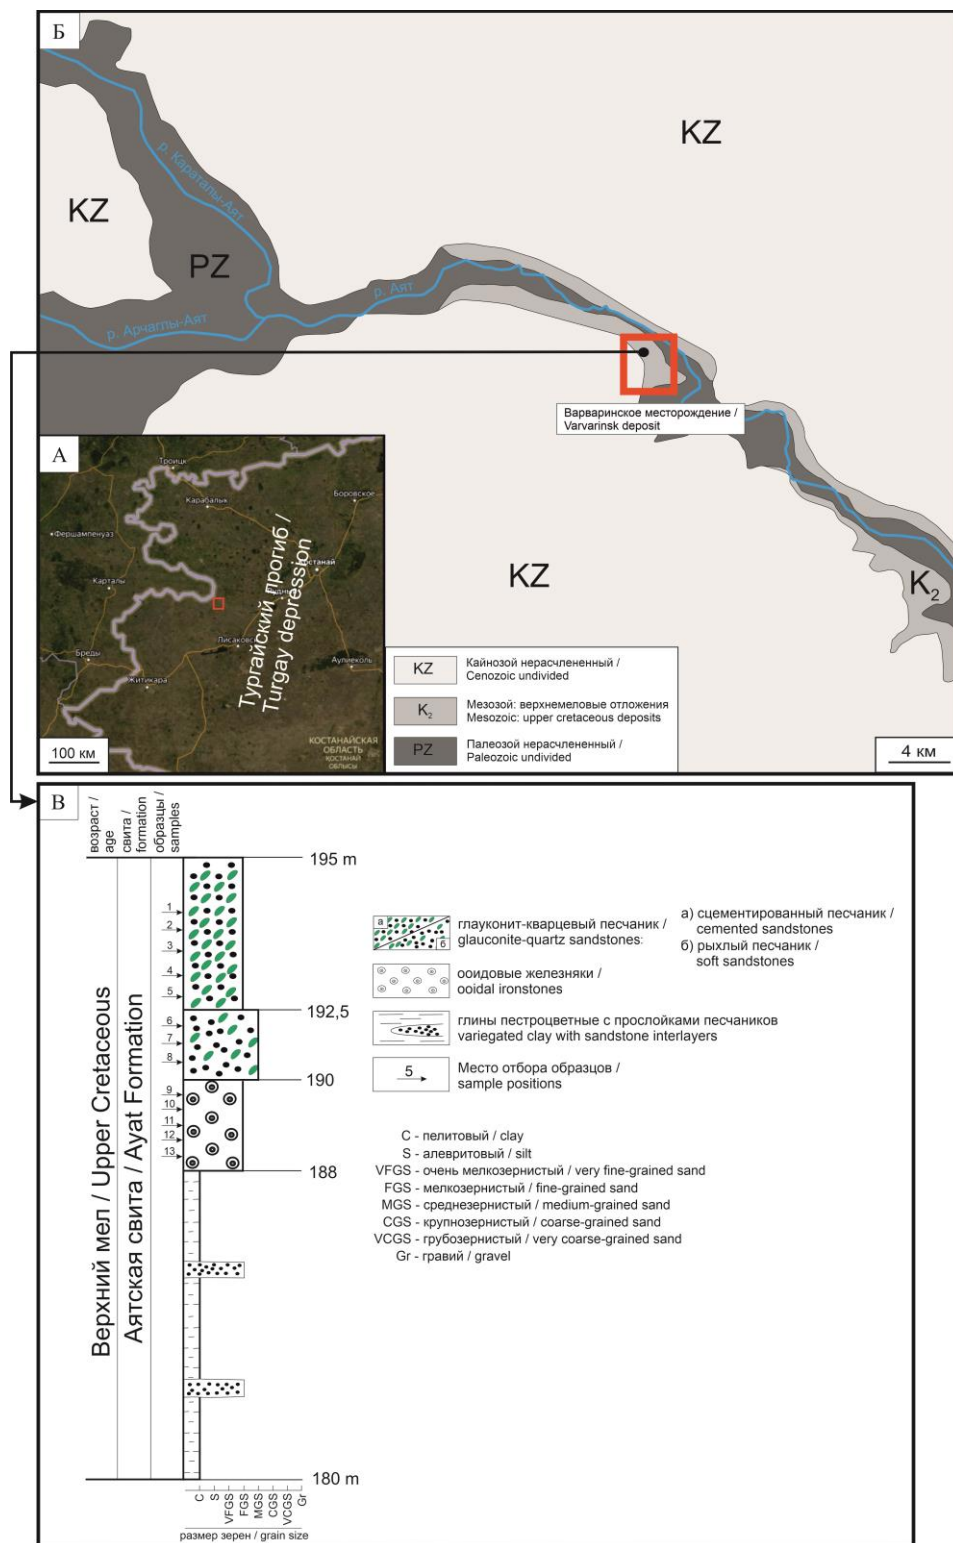 Б
KZ
KZ
р. Караталы-Аят
PZ
р. Аят
р. Арчаглы-Аят
Варваринское месторождение /
Varvarinsk deposit
KZ
K2
А
Троицк
Карабалык
Боровское
Фершампенуаз
Карталы
Бреды
Житикара
Аулиеколь
Тургайский прогиб /
Turgay depression
КОСТАНАЙСКАЯ
ОБЛАСТЬ
КОСТАНАЙ
ОБЛЫСЫ
100 км
KZ
Кайнозой нерасчлененный /
Cenozoic undivided
K2
Мезозой: верхнемеловые отложения
Mesozoic: upper cretaceous deposits
PZ
Палеозой нерасчлененный /
Paleozoic undivided
4 км
В
возраст /
age
свита /
formation
образцы /
samples
Верхний мел / Upper Cretaceous
Аятская свита / Ayat Formation
1
2
3
4
5
6
7
8
9
10
11
12
13
195 m
192,5
190
188
180 m
C
S
VFGS
FGS
MGS
CGS
VCGS
Gr
размер зерен / grain size
а
б
глауконит-кварцевый песчаник /
glauconite-quartz sandstones:
а) сцементированный песчаник /
cemented sandstones
б) рыхлый песчаник /
soft sandstones
ооидовые железняки /
ooidal ironstones
глины пестроцветные с прослойками песчаников
variegated clay with sandstone interlayers
5
Место отбора образцов /
sample positions
C - пелитовый / clay
S - алевритовый / silt
VFGS - очень мелкозернистый / very fine-grained sand
FGS - мелкозернистый / fine-grained sand
MGS - среднезернистый / medium-grained sand
CGS - крупнозернистый / coarse-grained sand
VCGS - грубозернистый / very coarse-grained sand
Gr - гравий / gravel